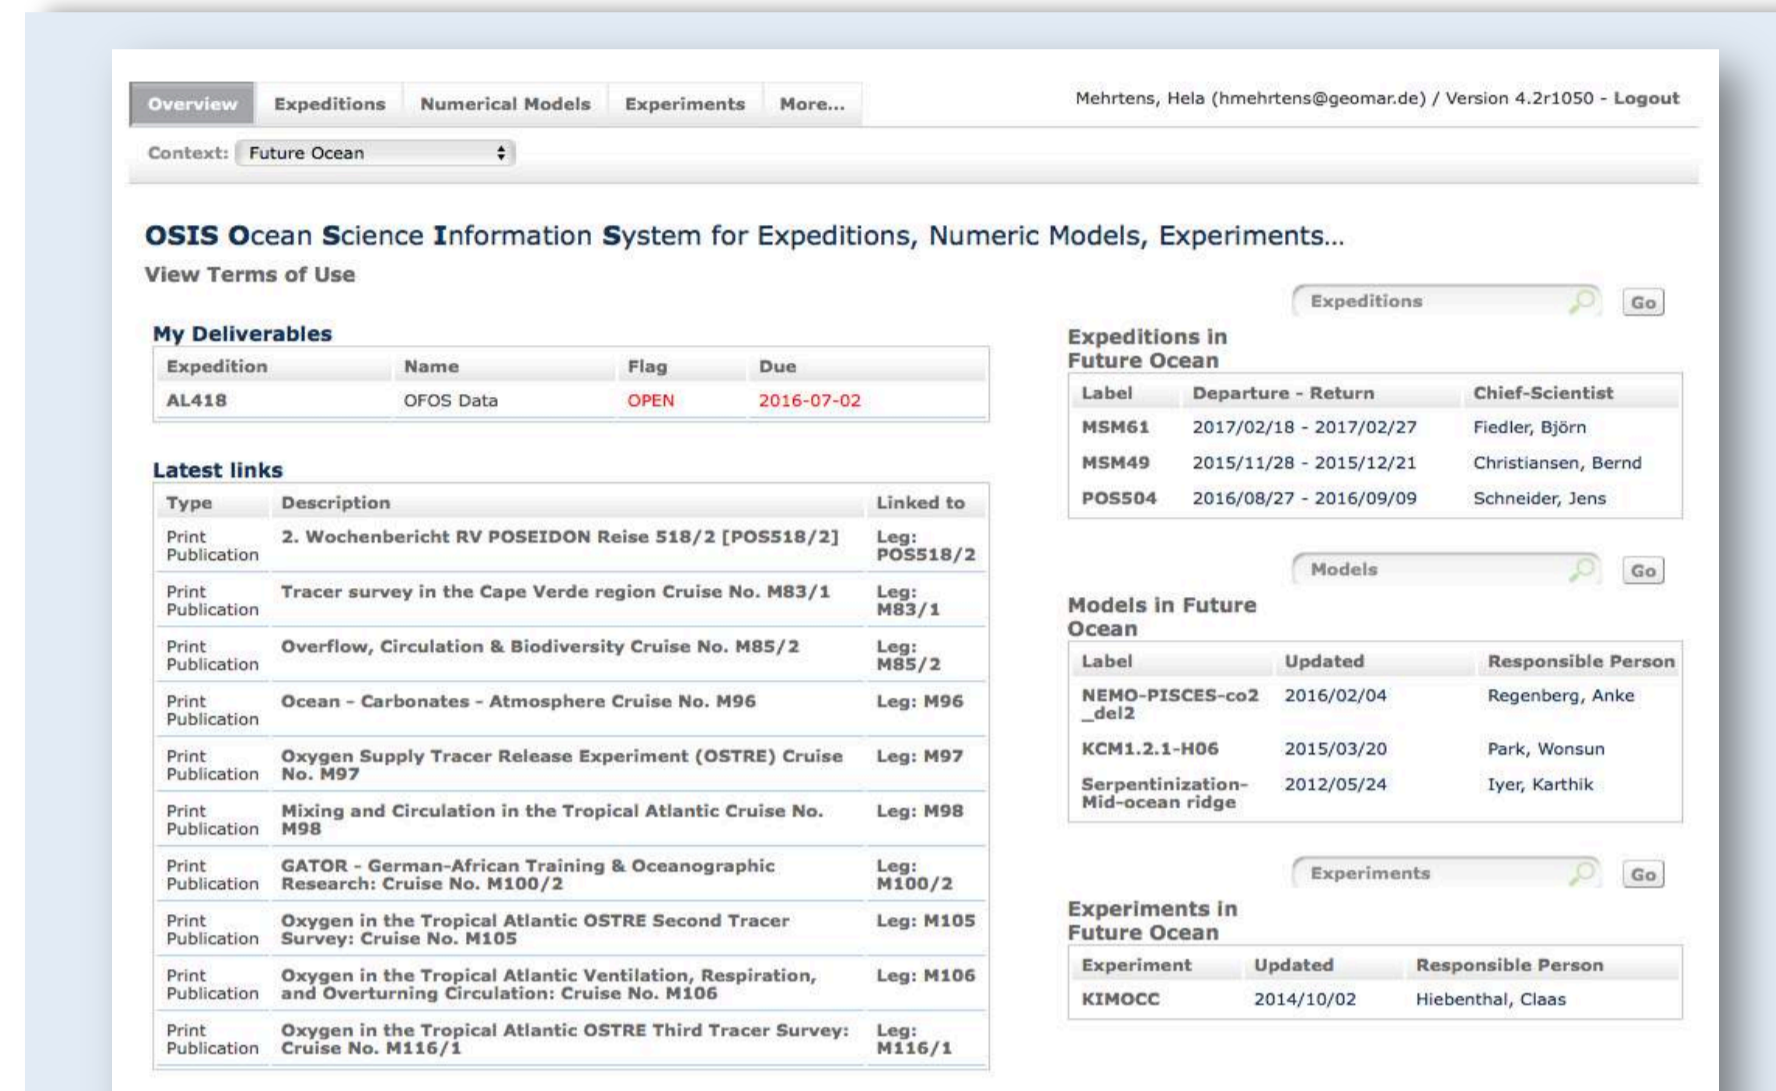 Overview Expeditions Numerical Models Experiments More...
Mehrtens, Hela (hmehrtens@geomar.de) / Version 4.2r1050 - Logout
Context: Future Ocean
OSIS Ocean Science Information System for Expeditions, Numeric Models, Experiments...
View Terms of Use
My Deliverables
Expedition Name Flag Due
AL418 OFOS Data OPEN 2016-07-02
Latest links
Type Description Linked to
Print 2. Wochenbericht RV POSEIDON Reise 518/2 [POS518/2] Leg:
Publication POS518/2
Print Tracer survey in the Cape Verde region Cruise No. M83/1 Leg:
Publication M83/1
Print Overflow, Circulation & Biodiversity Cruise No. M85/2 Leg:
Publication M85/2
Print Ocean - Carbonates - Atmosphere Cruise No. M96 Leg: M96
Publication
Print Oxygen Supply Tracer Release Experiment (OSTRE) Cruise Leg: M97
Publication No. M97
Print Mixing and Circulation in the Tropical Atlantic Cruise No. Leg: M98
Publication M98
Print GATOR - German-African Training & Oceanographic Leg:
Publication Research: Cruise No. M100/2 M100/2
Print Oxygen in the Tropical Atlantic OSTRE Second Tracer Leg: M105
Publication Survey: Cruise No. M105
Print Oxygen in the Tropical Atlantic Ventilation, Respiration, Leg: M106
Publication and Overturning Circulation: Cruise No. M106
Print Oxygen in the Tropical Atlantic OSTRE Third Tracer Survey: Leg:
Publication Cruise No. M116/1 M116/1
Expeditions Go
Expeditions in
Future Ocean
Label Departure - Return Chief-Scientist
MSM61 2017/02/18 - 2017/02/27 Fiedler, Björn
MSM49 2015/11/28 - 2015/12/21 Christiansen, Bernd
POS504 2016/08/27 - 2016/09/09 Schneider, Jens
Models Go
Models in Future
Ocean
Label Updated Responsible Person
NEMO-PISCES-co2 2016/02/04 Regenberg, Anke
_del2
KCM1.2.1-H06 2015/03/20 Park, Wonsun
Serpentinization- 2012/05/24 Iyer, Karthik
Mid-ocean ridge
Experiments Go
Experiments in
Future Ocean
Experiment Updated Responsible Person
KIMOCC 2014/10/02 Hiebenthal, Claas